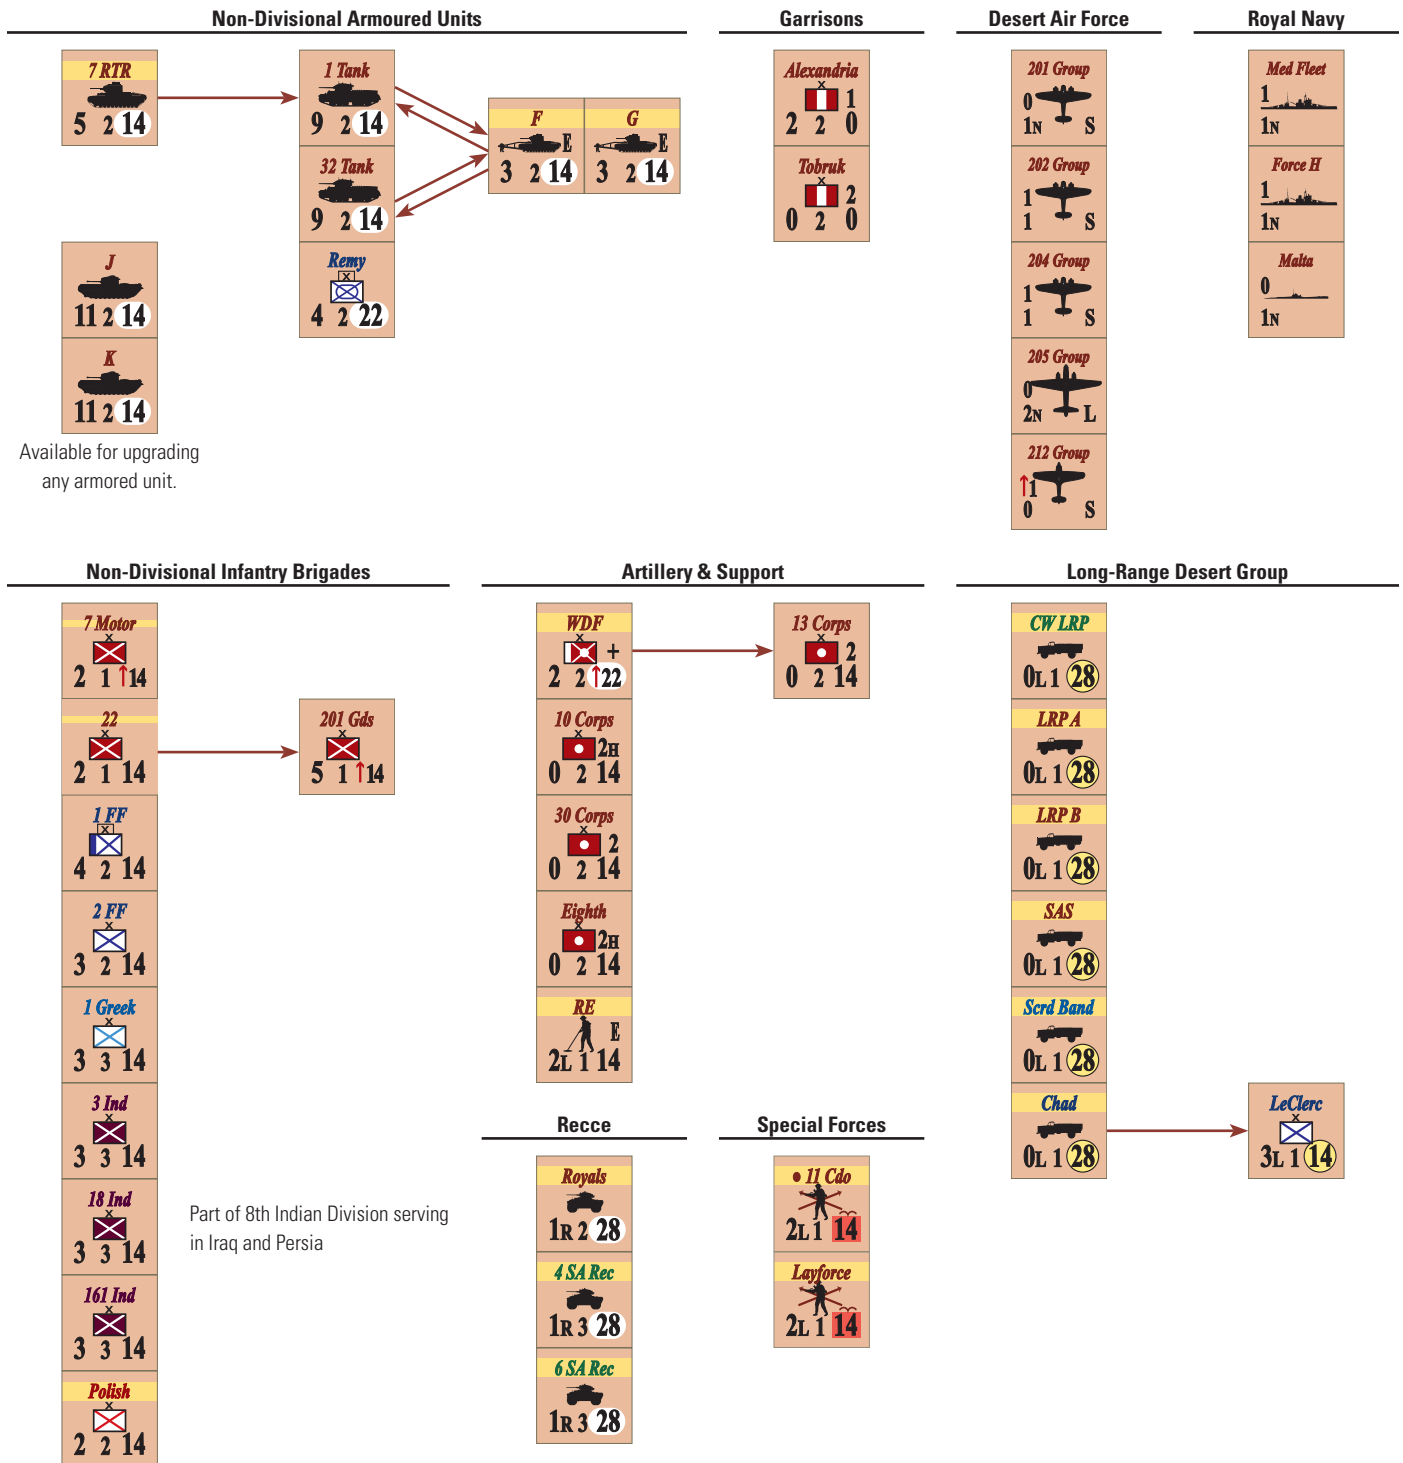 Non-Divisional Armoured Units
7 RTR
5 2 14
1 Tank
9 2 14
32 Tank
9 2 14
Remy
x
4 2 22
F
E
3 2 14
G
E
3 2 14
J
11 2 14
K
11 2 14
Available for upgrading
any armored unit.
Garrisons
Alexandria
x
1
2 2 0
Tobruk
x
2
0 2 0
Desert Air Force
201 Group
0
1N S
202 Group
1
1 S
204 Group
1
1 S
205 Group
0
2N L
212 Group
↑1
0 S
Royal Navy
Med Fleet
1
1N
Force H
1
1N
Malta
0
1N
Non-Divisional Infantry Brigades
7 Motor
x
2 1 ↑14
22
x
2 1 14
201 Gds
x
5 1 ↑14
1 FF
x
4 2 14
2 FF
x
3 2 14
1 Greek
x
3 3 14
3 Ind
x
3 3 14
18 Ind
x
3 3 14
161 Ind
x
3 3 14
Polish
x
2 2 14
Part of 8th Indian Division serving
in Iraq and Persia
Artillery & Support
WDF
x
+
2 2 ↑22
13 Corps
x
2
0 2 14
10 Corps
x
2H
0 2 14
30 Corps
x
2
0 2 14
Eighth
x
2H
0 2 14
RE
E
2L 1 14
Recce
Royals
1R 2 28
4 SA Rec
1R 3 28
6 SA Rec
1R 3 28
Special Forces
• 11 Cdo
2L 1 14
Layforce
2L 1 14
Long-Range Desert Group
CW LRP
0L 1 28
LRP A
0L 1 28
LRP B
0L 1 28
SAS
0L 1 28
Scrd Band
0L 1 28
Chad
0L 1 28
LeClerc
x
3L 1 14